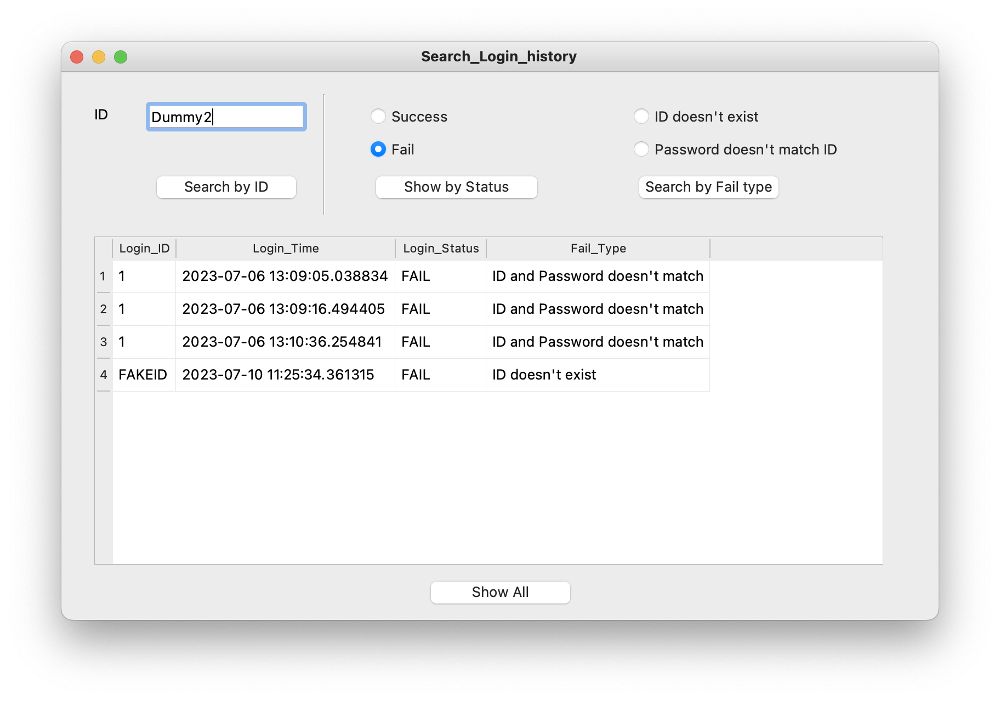 Search_Login_history
ID Dummy2
Success
Fail
ID doesn't exist
Password doesn't match ID
Search by ID
Show by Status
Search by Fail type
Login_ID Login_Time Login_Status Fail_Type
1 1 2023-07-06 13:09:05.038834 FAIL ID and Password doesn't match
2 1 2023-07-06 13:09:16.494405 FAIL ID and Password doesn't match
3 1 2023-07-06 13:10:36.254841 FAIL ID and Password doesn't match
4 FAKEID 2023-07-10 11:25:34.361315 FAIL ID doesn't exist
Show All